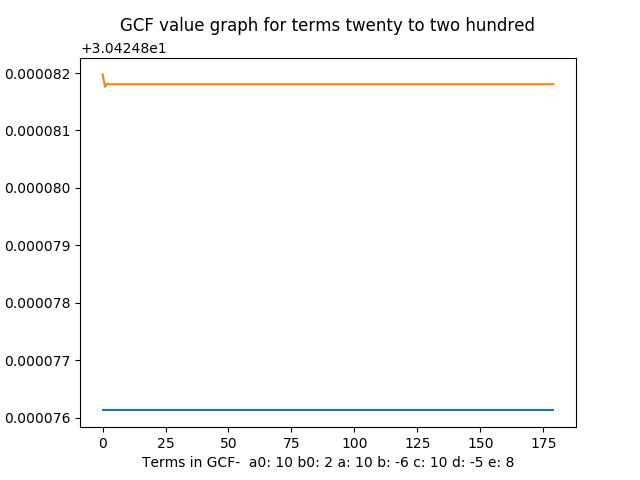 GCF value graph for terms twenty to two hundred
+3.04248e1
0.000082
0.000081
0.000080
0.000079
0.000078
0.000077
0.000076
0 25 50 75 100 125 150 175
Terms in GCF-  a0: 10 b0: 2 a: 10 b: -6 c: 10 d: -5 e: 8